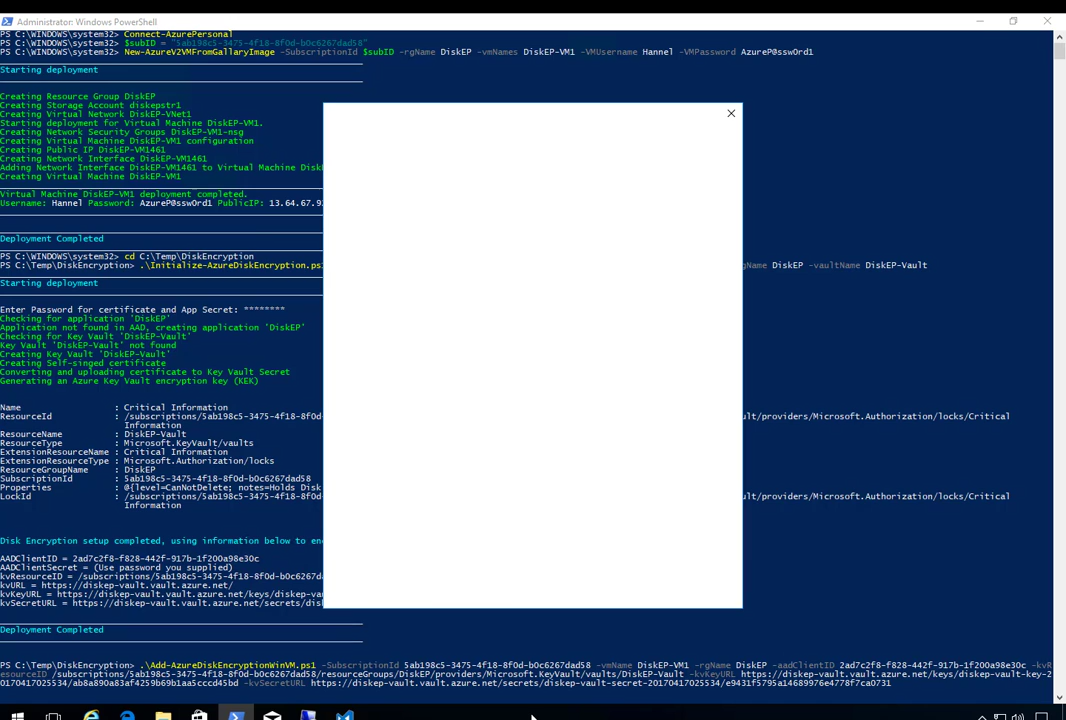 Administrator: Windows PowerShell
PS C:\WINDOWS\system32> Connect-AzurePersonal
PS C:\WINDOWS\system32> $subID = "5ab198c5-3475-4f18-8f0d-b0c6267dad58"
PS C:\WINDOWS\system32> New-AzureV2VMFromGallaryImage -SubscriptionId $subID -rgName DiskEP -vmNames DiskEP-VM1 -VMUsername Hannel -VMPassword AzureP@ssw0rd1
Starting deployment
Creating Resource Group DiskEP
Creating Storage Account diskepstr1
Creating Virtual Network DiskEP-VNet1
Starting deployment for Virtual Machine DiskEP-VM1.
Creating Network Security Groups DiskEP-VM1-nsg
Creating Virtual Machine DiskEP-VM1 configuration
Creating Public IP DiskEP-VM1461
Creating Network Interface DiskEP-VM1461
Adding Network Interface DiskEP-VM1461 to Virtual Machine Disk
Creating Virtual Machine DiskEP-VM1
Virtual Machine DiskEP-VM1 deployment completed.
Username: Hannel Password: AzureP@ssw0rd1 PublicIP: 13.64.67.9
Deployment Completed
PS C:\WINDOWS\system32> cd C:\Temp\DiskEncryption
PS C:\Temp\DiskEncryption> .\Initialize-AzureDiskEncryption.ps gName DiskEP -vaultName DiskEP-Vault
Starting deployment
Enter Password for certificate and App Secret: ********
Checking for application 'DiskEP'
Application not found in AAD, creating application 'DiskEP'
Checking for Key Vault 'DiskEP-Vault'
Key Vault 'DiskEP-Vault' not found
Creating Key Vault 'DiskEP-Vault'
Creating Self-singed certificate
Converting and uploading certificate to Key Vault Secret
Generating an Azure Key Vault encryption key (KEK)
Name : Critical Information
ResourceId : /subscriptions/5ab198c5-3475-4f18-8f0d- ult/providers/Microsoft.Authorization/locks/Critical
Information
ResourceName : DiskEP-Vault
ResourceType : Microsoft.KeyVault/vaults
ExtensionResourceName : Critical Information
ExtensionResourceType : Microsoft.Authorization/locks
ResourceGroupName : DiskEP
SubscriptionId : 5ab198c5-3475-4f18-8f0d-b0c6267dad58
Properties : @{level=CanNotDelete; notes=Holds Disk
LockId : /subscriptions/5ab198c5-3475-4f18-8f0d- ult/providers/Microsoft.Authorization/locks/Critical
Information
Disk Encryption setup completed, using information below to en
AADClientID = 2ad7c2f8-f828-442f-917b-1f200a98e30c
AADClientSecret = (Use password you supplied)
kvResourceID = /subscriptions/5ab198c5-3475-4f18-8f0d-
kvURL = https://diskep-vault.vault.azure.net/
kvKeyURL = https://diskep-vault.vault.azure.net/keys/diskep-va
kvSecretURL = https://diskep-vault.vault.azure.net/secrets/dis
Deployment Completed
PS C:\Temp\DiskEncryption> .\Add-AzureDiskEncryptionWinVM.ps1 -SubscriptionId 5ab198c5-3475-4f18-8f0d-b0c6267dad58 -vmName DiskEP-VM1 -rgName DiskEP -aadClientID 2ad7c2f8-f828-442f-917b-1f200a98e30c -kvR
esourceID /subscriptions/5ab198c5-3475-4f18-8f0d-b0c6267dad58/resourceGroups/DiskEP/providers/Microsoft.KeyVault/vaults/DiskEP-Vault -kvKeyURL https://diskep-vault.vault.azure.net/keys/diskep-vault-key-2
0170417025534/ab8a890a83af4259b69b1aa5cccd45bd -kvSecretURL https://diskep-vault.vault.azure.net/secrets/diskep-vault-secret-20170417025534/e9431f5795a14689976e4778f7ca0731